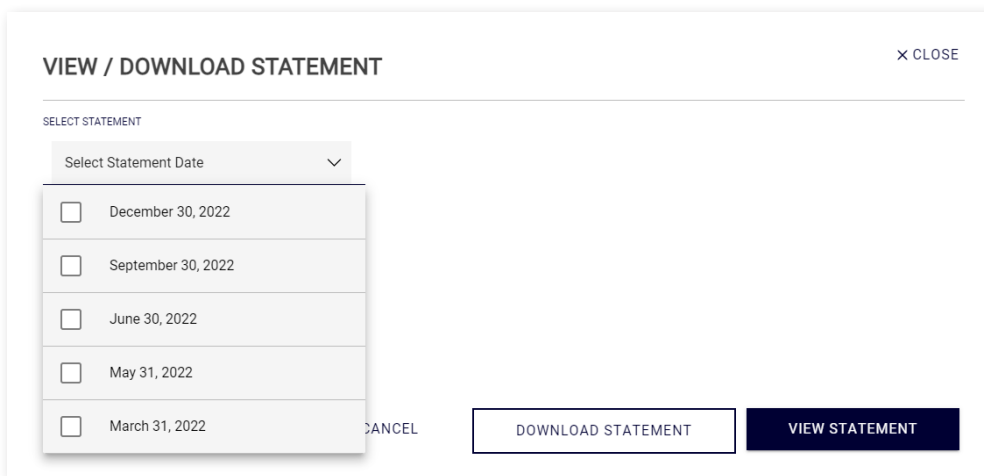 VIEW / DOWNLOAD STATEMENT
CLOSE
SELECT STATEMENT
Select Statement Date
December 30, 2022
September 30, 2022
June 30, 2022
May 31, 2022
March 31, 2022
CANCEL
DOWNLOAD STATEMENT
VIEW STATEMENT